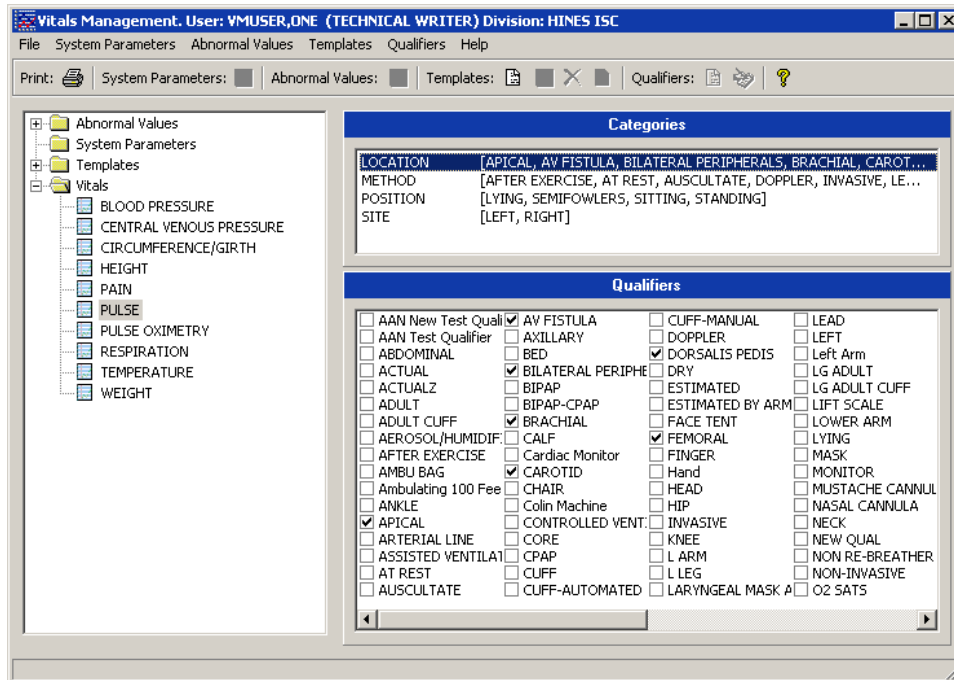 Vitals Management. User: VMUSER,ONE (TECHNICAL WRITER) Division: HINES ISC
File System Parameters Abnormal Values Templates Qualifiers Help
Print: System Parameters: Abnormal Values: Templates: Qualifiers:
Abnormal Values
System Parameters
Templates
Vitals
BLOOD PRESSURE
CENTRAL VENOUS PRESSURE
CIRCUMFERENCE/GIRTH
HEIGHT
PAIN
PULSE
PULSE OXIMETRY
RESPIRATION
TEMPERATURE
WEIGHT
Categories
LOCATION [APICAL, AV FISTULA, BILATERAL PERIPHERALS, BRACHIAL, CAROT...
METHOD [AFTER EXERCISE, AT REST, AUSCULTATE, DOPPLER, INVASIVE, LE...
POSITION [LYING, SEMIFOWLERS, SITTING, STANDING]
SITE [LEFT, RIGHT]
Qualifiers
AAN New Test Quali AV FISTULA CUFF-MANUAL LEAD
AAN Test Qualifier AXILLARY DOPPLER LEFT
ABDOMINAL BED DORSALIS PEDIS Left Arm
ACTUAL BILATERAL PERIPHE DRY LG ADULT
ACTUALZ BIPAP ESTIMATED LG ADULT CUFF
ADULT BIPAP-CPAP ESTIMATED BY ARM LIFT SCALE
ADULT CUFF BRACHIAL FACE TENT LOWER ARM
AEROSOL/HUMIDIF CALF FEMORAL LYING
AFTER EXERCISE Cardiac Monitor FINGER MASK
AMBU BAG CAROTID Hand MONITOR
Ambulating 100 Fee CHAIR HEAD MUSTACHE CANNUL
ANKLE Colin Machine HIP NASAL CANNULA
APICAL CONTROLLED VENT INVASIVE NECK
ARTERIAL LINE CORE KNEE NEW QUAL
ASSISTED VENTILAT CPAP L ARM NON RE-BREATHER
AT REST CUFF L LEG NON-INVASIVE
AUSCULTATE CUFF-AUTOMATED LARYNGEAL MASK A O2 SATS